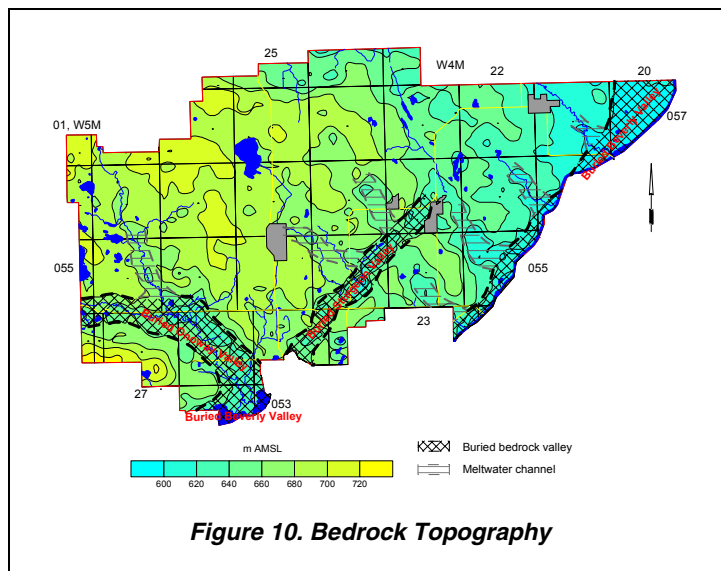 25
W4M
22
20
057
01, W5M
Buried Beverly Valley
055
055
Buried Valley
Buried Valley
23
27
053
Buried Beverly Valley
m AMSL
600 620 640 660 680 700 720
Buried bedrock valley
Meltwater channel
Figure 10. Bedrock Topography